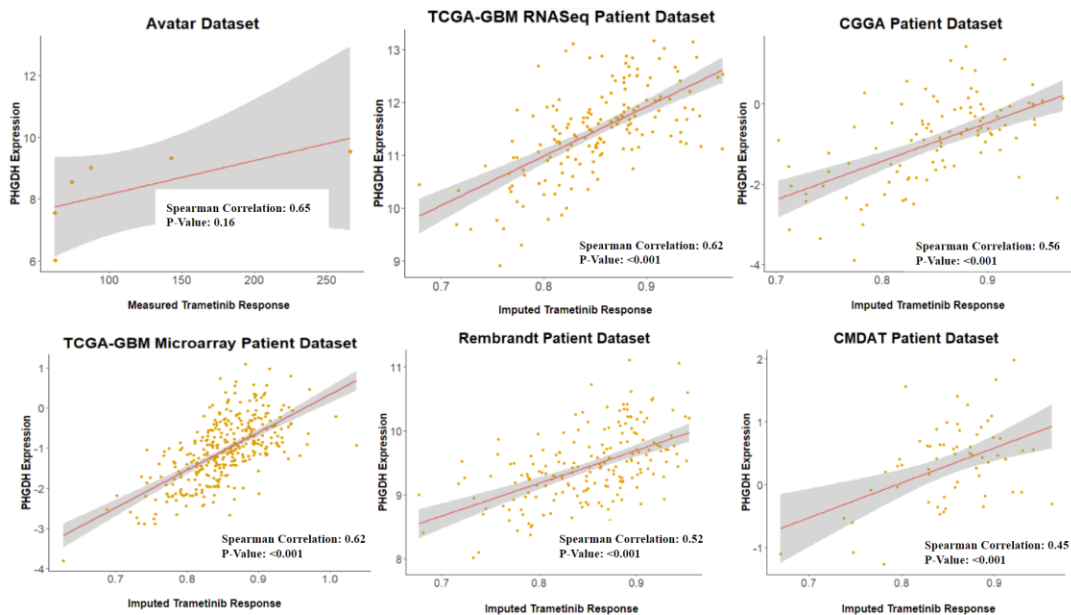 Avatar Dataset
PHGDH Expression
12
10
8
6
Spearman Correlation: 0.65
P-Value: 0.16
100
150
200
250
Measured Trametinib Response
TCGA-GBM RNASeq Patient Dataset
PHGDH Expression
13
12
11
10
9
Spearman Correlation: 0.62
P-Value: <0.001
0.7
0.8
0.9
Imputed Trametinib Response
CGGA Patient Dataset
PHGDH Expression
0
-2
-4
Spearman Correlation: 0.56
P-Value: <0.001
0.7
0.8
0.9
Imputed Trametinib Response
TCGA-GBM Microarray Patient Dataset
PHGDH Expression
1
0
-1
-2
-3
-4
Spearman Correlation: 0.62
P-Value: <0.001
0.7
0.8
0.9
1.0
Imputed Trametinib Response
Rembrandt Patient Dataset
PHGDH Expression
11
10
9
8
Spearman Correlation: 0.52
P-Value: <0.001
0.7
0.8
0.9
Imputed Trametinib Response
CMDAT Patient Dataset
PHGDH Expression
2
1
0
-1
Spearman Correlation: 0.45
P-Value: <0.001
0.7
0.8
0.9
Imputed Trametinib Response